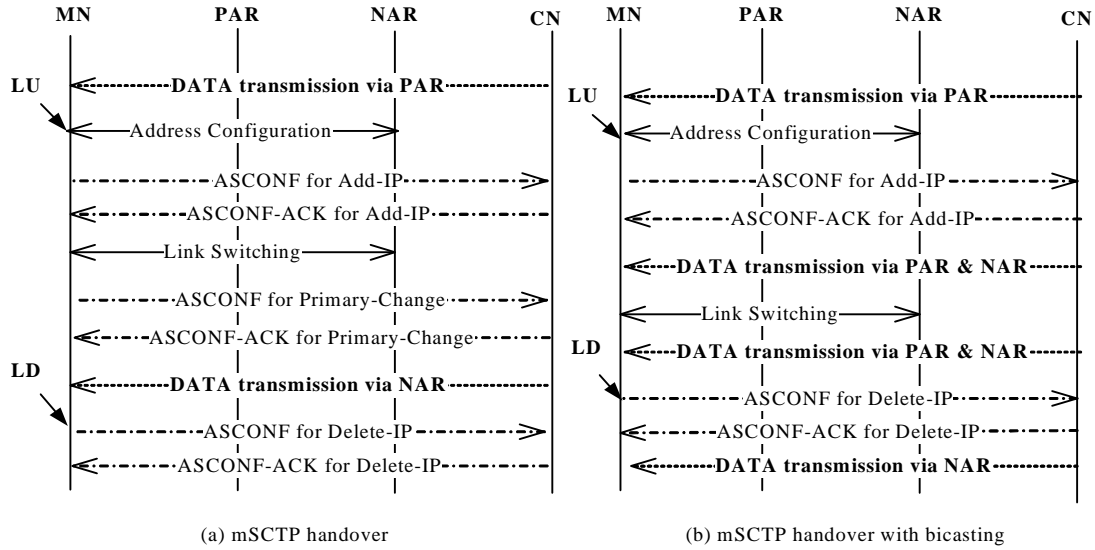 MN PAR NAR CN
LU
DATA transmission via PAR
Address Configuration
ASCONF for Add-IP
ASCONF-ACK for Add-IP
Link Switching
ASCONF for Primary-Change
ASCONF-ACK for Primary-Change
LD
DATA transmission via NAR
ASCONF for Delete-IP
ASCONF-ACK for Delete-IP
(a) mSCTP handover
MN PAR NAR CN
LU
DATA transmission via PAR
Address Configuration
ASCONF for Add-IP
ASCONF-ACK for Add-IP
DATA transmission via PAR & NAR
Link Switching
LD
DATA transmission via PAR & NAR
ASCONF for Delete-IP
ASCONF-ACK for Delete-IP
DATA transmission via NAR
(b) mSCTP handover with bicasting